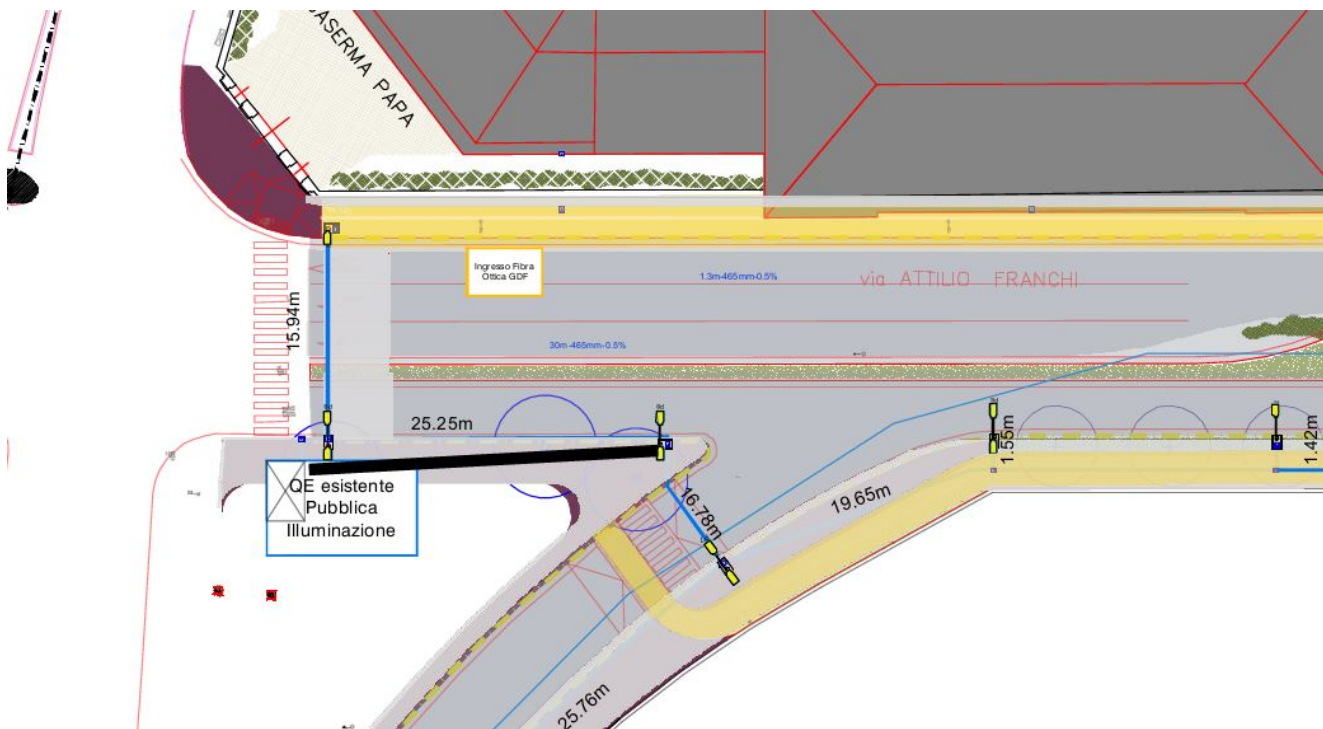 CASERMA PAPA
Ingresso Fibra
Ottica GDF
1.3m-465mm-0.5%
via ATTILIO FRANCHI
15.94m
30m-465mm-0.5%
25.25m
1.55m
1.42m
QE esistente
Pubblica
Illuminazione
16.78m
19.65m
25.76m